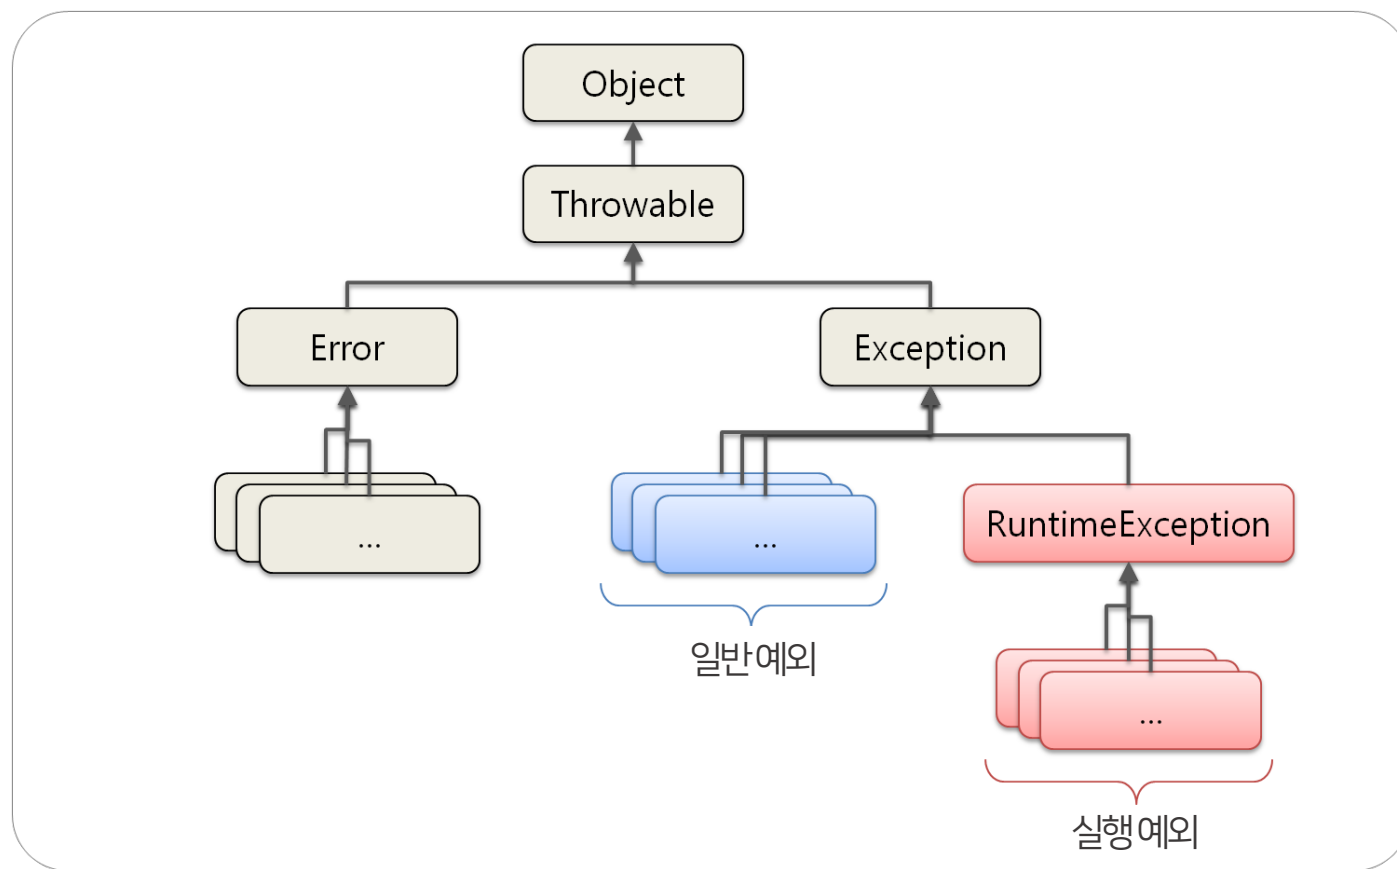 Object
Throwable
Error
Exception
...
...
RuntimeException
일반 예외
...
실행 예외